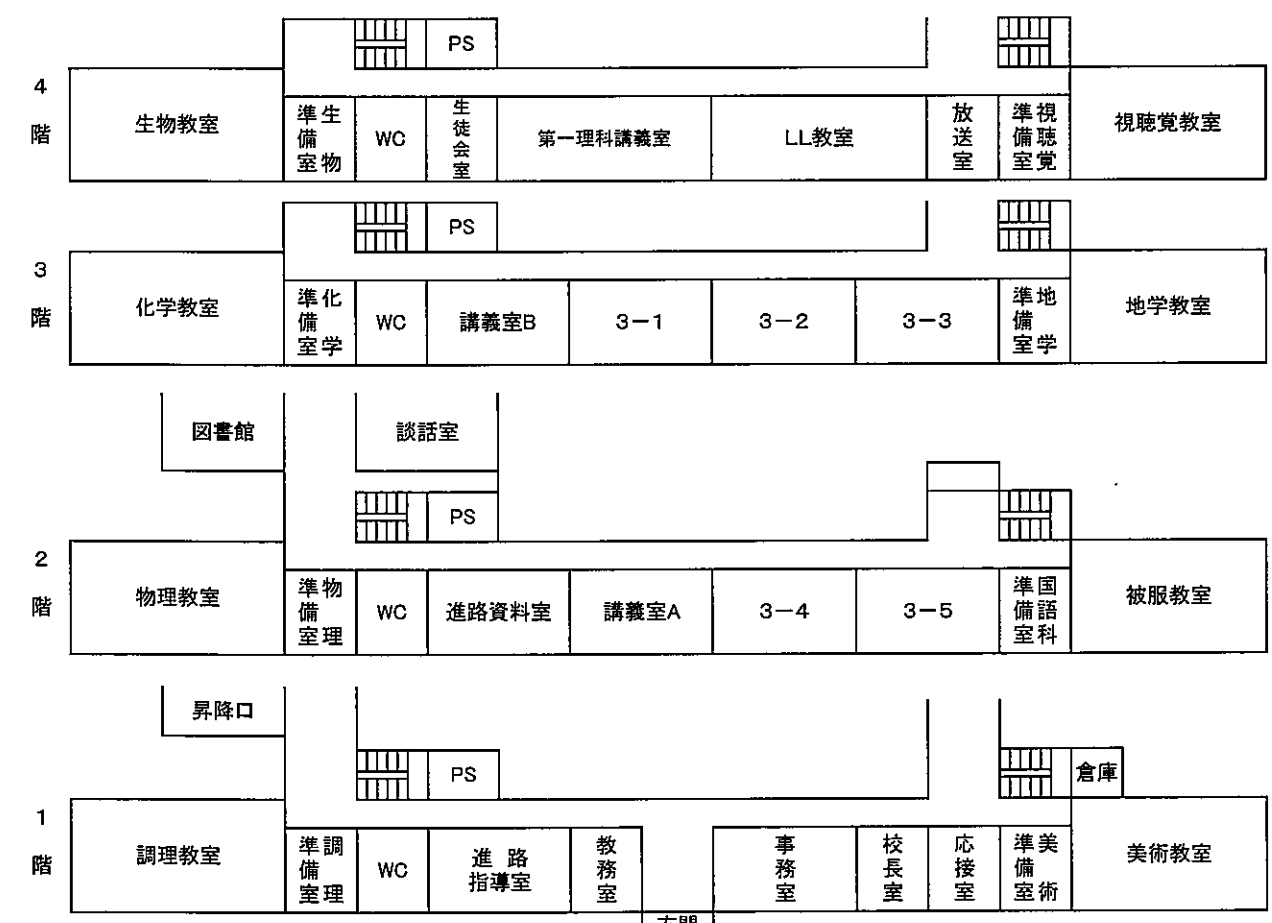 PS
4
階
生物教室
生物準備室
WC
生徒会室
第一理科講義室
LL教室
放送室
視聴覚準備室
視聴覚教室
PS
3
階
化学教室
化学準備室
WC
講義室B
3-1
3-2
3-3
地学準備室
地学教室
図書館
談話室
PS
2
階
物理教室
物理準備室
WC
進路資料室
講義室A
3-4
3-5
国語科準備室
被服教室
昇降口
PS
倉庫
1
階
調理教室
調理準備室
WC
進路
指導室
教務室
事務室
校長室
応接室
美術準備室
美術教室